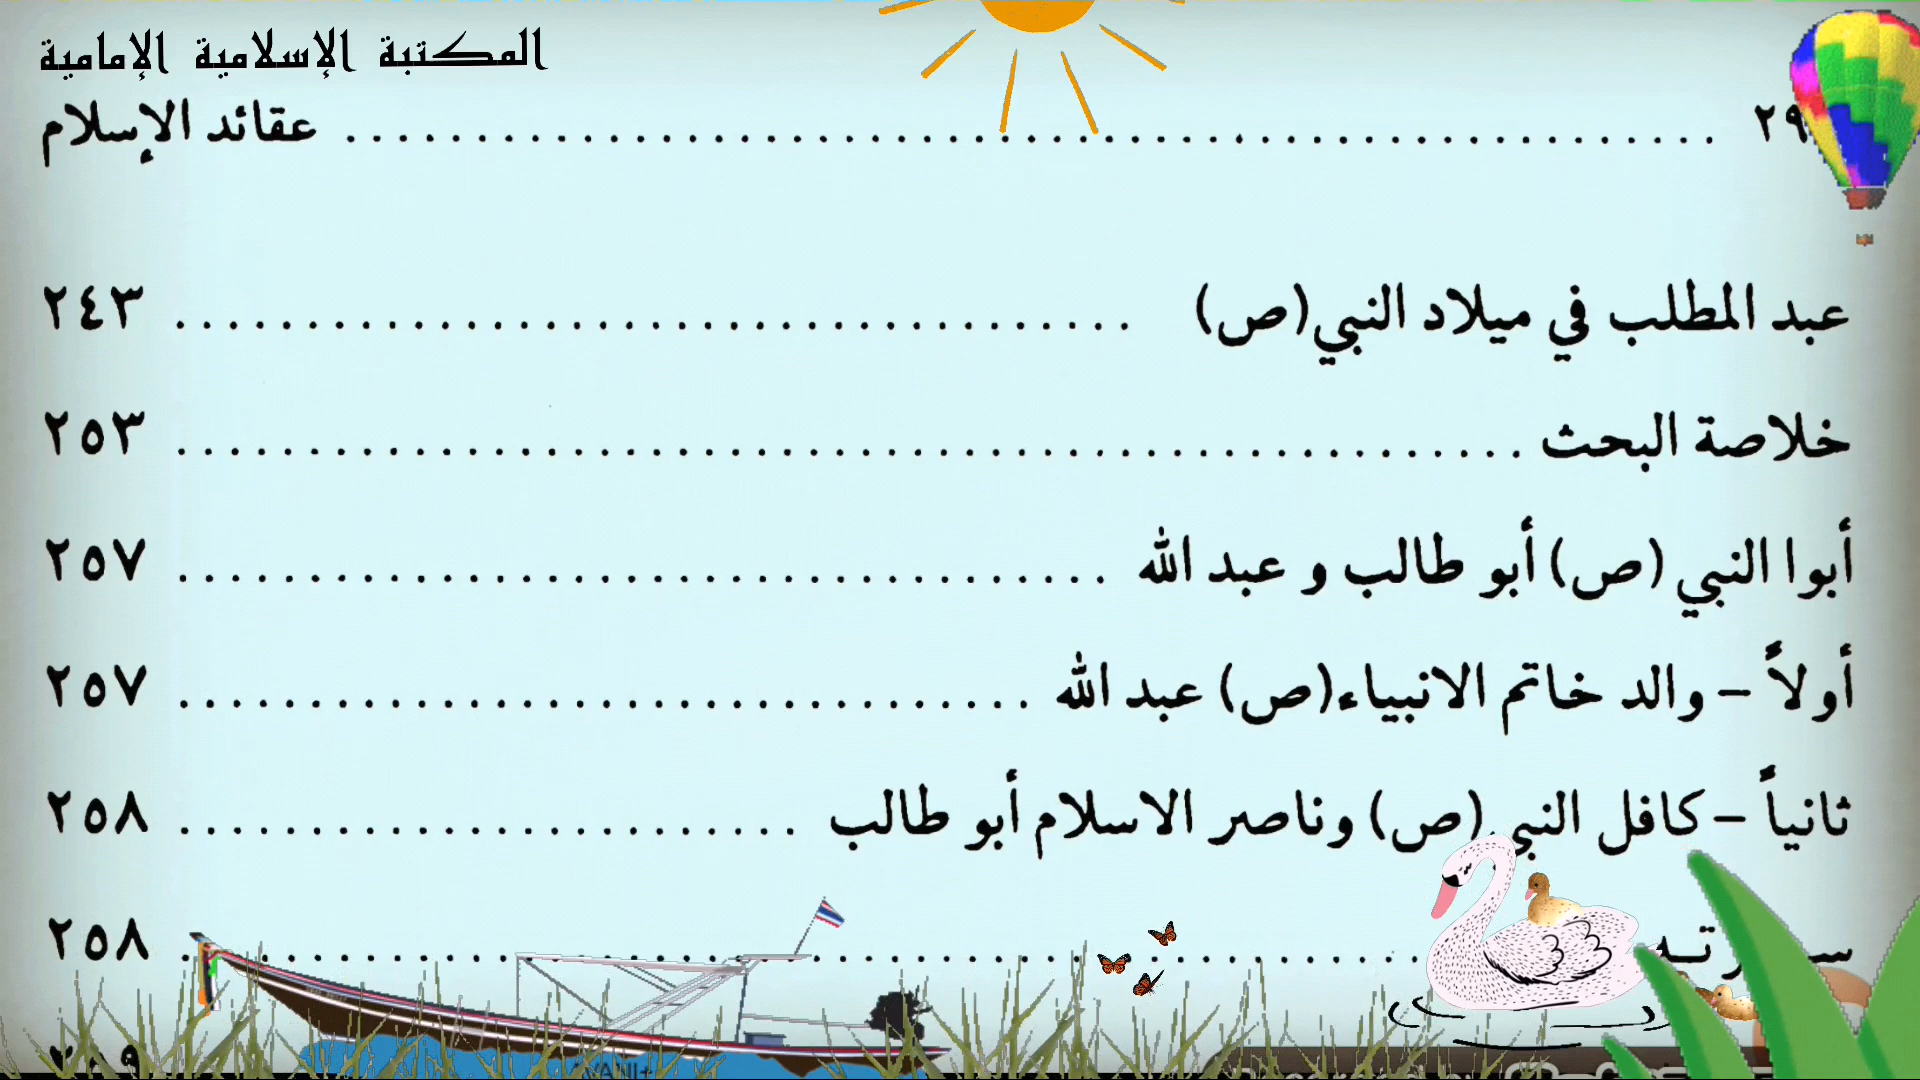 المكتبة الإسلامية الإمامية
٢٩ ........ عقائد الإسلام
عبد المطلب في ميلاد النبي(ص) ........ ٢٤٣
خلاصة البحث ........ ٢٥٣
أبوا النبي (ص) أبو طالب و عبد الله ........ ٢٥٧
أولاً – والد خاتم الانبياء(ص) عبد الله ........ ٢٥٧
ثانياً – كافل النبي (ص) وناصر الاسلام أبو طالب ........ ٢٥٨
........ ٢٥٨